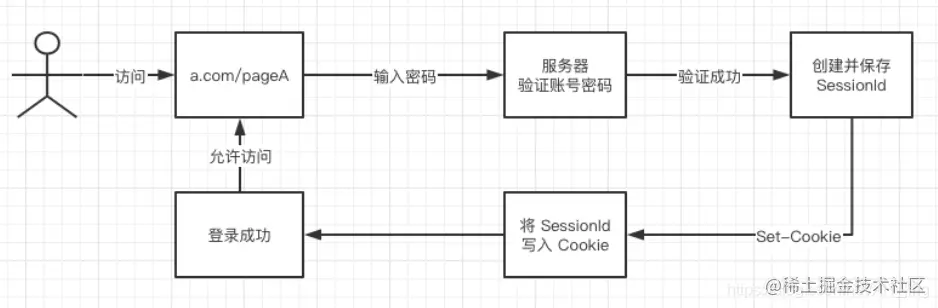 访问
a.com/pageA
输入密码
服务器
验证账号密码
验证成功
创建并保存
SessionId
允许访问
登录成功
将 SessionId
写入 Cookie
Set-Cookie
@稀土掘金技术社区